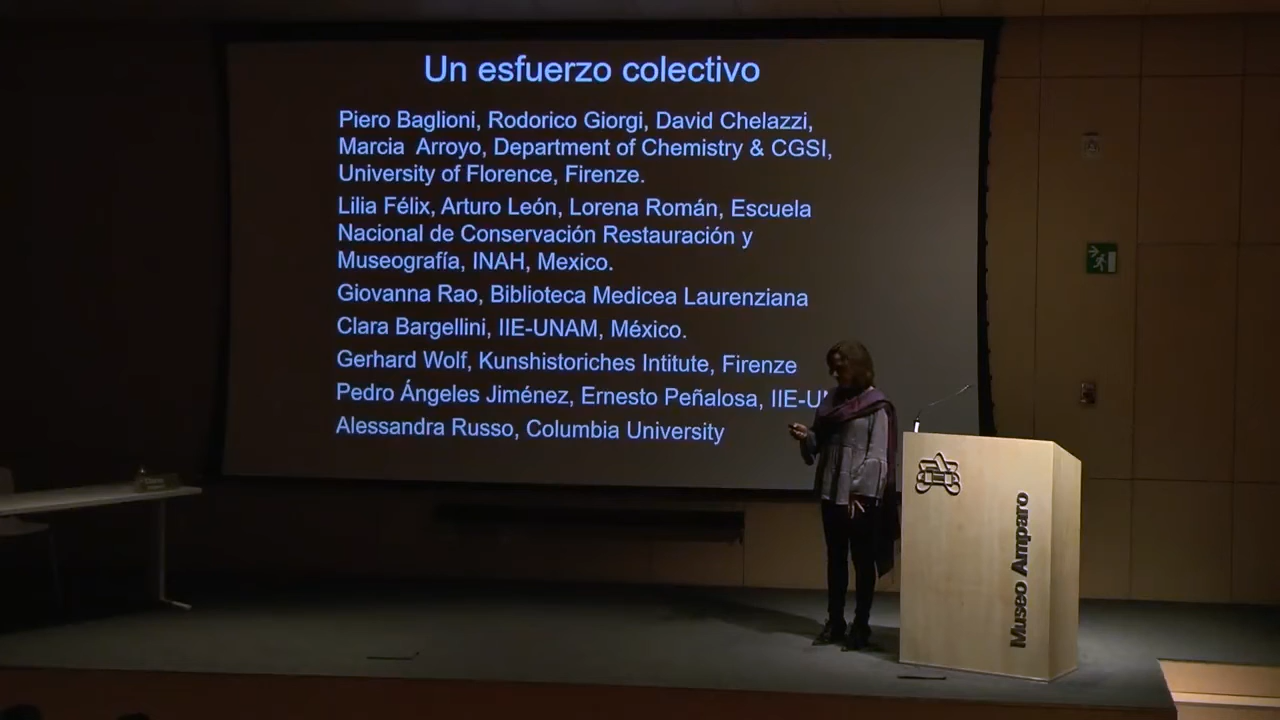 Un esfuerzo colectivo
Piero Baglioni, Rodorico Giorgi, David Chelazzi,
Marcia Arroyo, Department of Chemistry & CGSI,
University of Florence, Firenze.
Lilia Félix, Arturo León, Lorena Román, Escuela
Nacional de Conservación Restauración y
Museografía, INAH, Mexico.
Giovanna Rao, Biblioteca Medicea Laurenziana
Clara Bargellini, IIE-UNAM, México.
Gerhard Wolf, Kunshistoriches Intitute, Firenze
Pedro Ángeles Jiménez, Ernesto Peñalosa,
Alessandra Russo, Columbia University
Museo Amparo